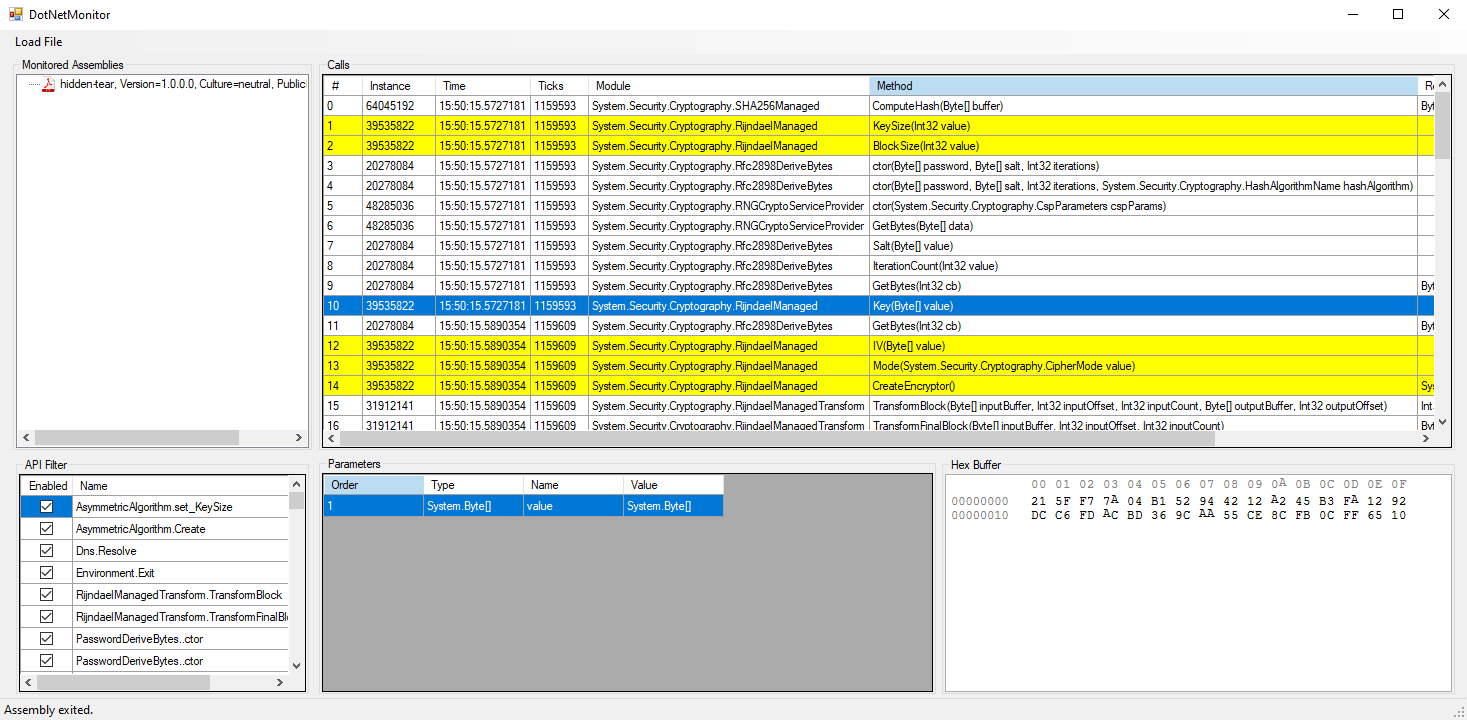 DotNetMonitor
Load File
Monitored Assemblies
hidden-tear, Version=1.0.0.0, Culture=neutral, Public
Calls
# Instance Time Ticks Module Method Re
0 64045192 15:50:15.5727181 1159593 System.Security.Cryptography.SHA256Managed ComputeHash(Byte[] buffer) Byt
1 39535822 15:50:15.5727181 1159593 System.Security.Cryptography.RijndaelManaged KeySize(Int32 value)
2 39535822 15:50:15.5727181 1159593 System.Security.Cryptography.RijndaelManaged BlockSize(Int32 value)
3 20278084 15:50:15.5727181 1159593 System.Security.Cryptography.Rfc2898DeriveBytes ctor(Byte[] password, Byte[] salt, Int32 iterations)
4 20278084 15:50:15.5727181 1159593 System.Security.Cryptography.Rfc2898DeriveBytes ctor(Byte[] password, Byte[] salt, Int32 iterations, System.Security.Cryptography.HashAlgorithmName hashAlgorithm)
5 48285036 15:50:15.5727181 1159593 System.Security.Cryptography.RNGCryptoServiceProvider ctor(System.Security.Cryptography.CspParameters cspParams)
6 48285036 15:50:15.5727181 1159593 System.Security.Cryptography.RNGCryptoServiceProvider GetBytes(Byte[] data)
7 20278084 15:50:15.5727181 1159593 System.Security.Cryptography.Rfc2898DeriveBytes Salt(Byte[] value)
8 20278084 15:50:15.5727181 1159593 System.Security.Cryptography.Rfc2898DeriveBytes IterationCount(Int32 value)
9 20278084 15:50:15.5727181 1159593 System.Security.Cryptography.Rfc2898DeriveBytes GetBytes(Int32 cb) Byt
10 39535822 15:50:15.5727181 1159593 System.Security.Cryptography.RijndaelManaged Key(Byte[] value)
11 20278084 15:50:15.5890354 1159609 System.Security.Cryptography.Rfc2898DeriveBytes GetBytes(Int32 cb) Byt
12 39535822 15:50:15.5890354 1159609 System.Security.Cryptography.RijndaelManaged IV(Byte[] value)
13 39535822 15:50:15.5890354 1159609 System.Security.Cryptography.RijndaelManaged Mode(System.Security.Cryptography.CipherMode value)
14 39535822 15:50:15.5890354 1159609 System.Security.Cryptography.RijndaelManaged CreateEncryptor() Sys
15 31912141 15:50:15.5890354 1159609 System.Security.Cryptography.RijndaelManagedTransform TransformBlock(Byte[] inputBuffer, Int32 inputOffset, Int32 inputCount, Byte[] outputBuffer, Int32 outputOffset) Int
16 31912141 15:50:15.5890354 1159609 System.Security.Cryptography.RijndaelManagedTransform TransformFinalBlock(Byte[] inputBuffer, Int32 inputOffset, Int32 inputCount) Byt
API Filter
Enabled Name
AsymmetricAlgorithm.set_KeySize
AsymmetricAlgorithm.Create
Dns.Resolve
Environment.Exit
RijndaelManagedTransform.TransformBlock
RijndaelManagedTransform.TransformFinalBl
PasswordDeriveBytes..ctor
PasswordDeriveBytes..ctor
Parameters
Order Type Name Value
1 System.Byte[] value System.Byte[]
Hex Buffer
00 01 02 03 04 05 06 07 08 09 0A 0B 0C 0D 0E 0F
00000000 21 5F F7 7A 04 B1 52 94 42 12 A2 45 B3 FA 12 92
00000010 DC C6 FD AC BD 36 9C AA 55 CE 8C FB 0C FF 65 10
Assembly exited.